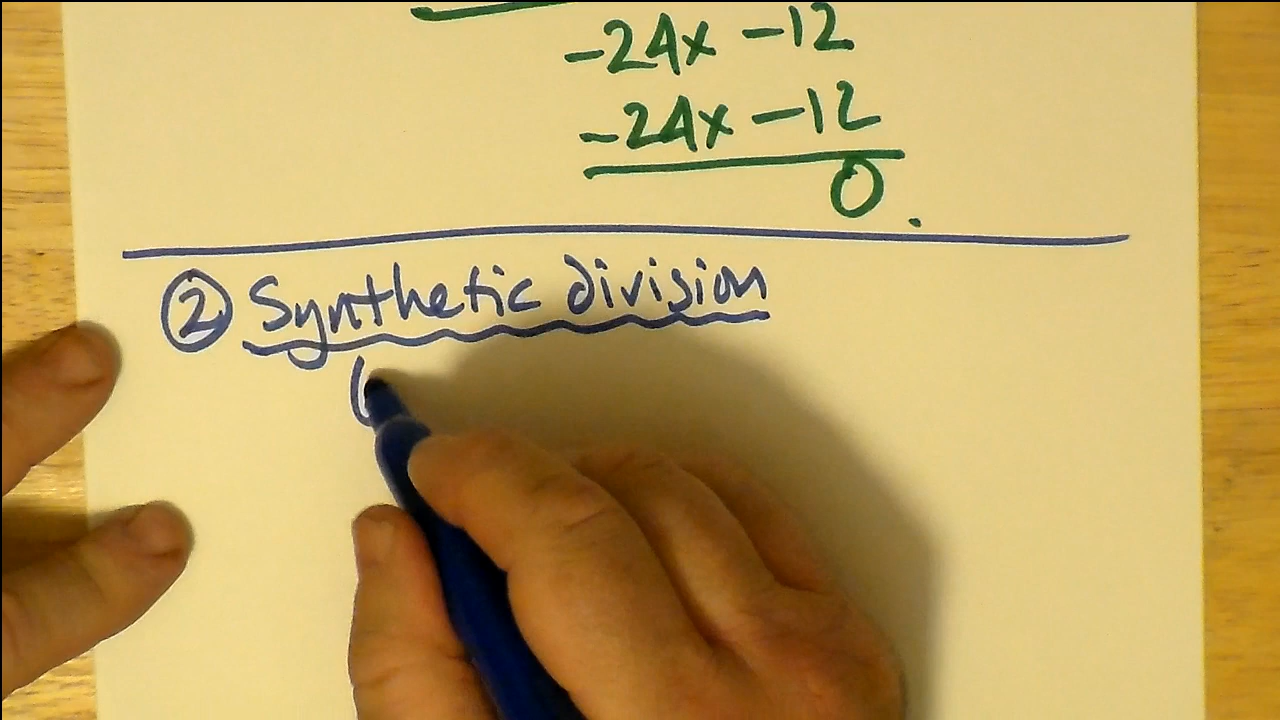 -24x -12
-24x -12
0.
② Synthetic division
(